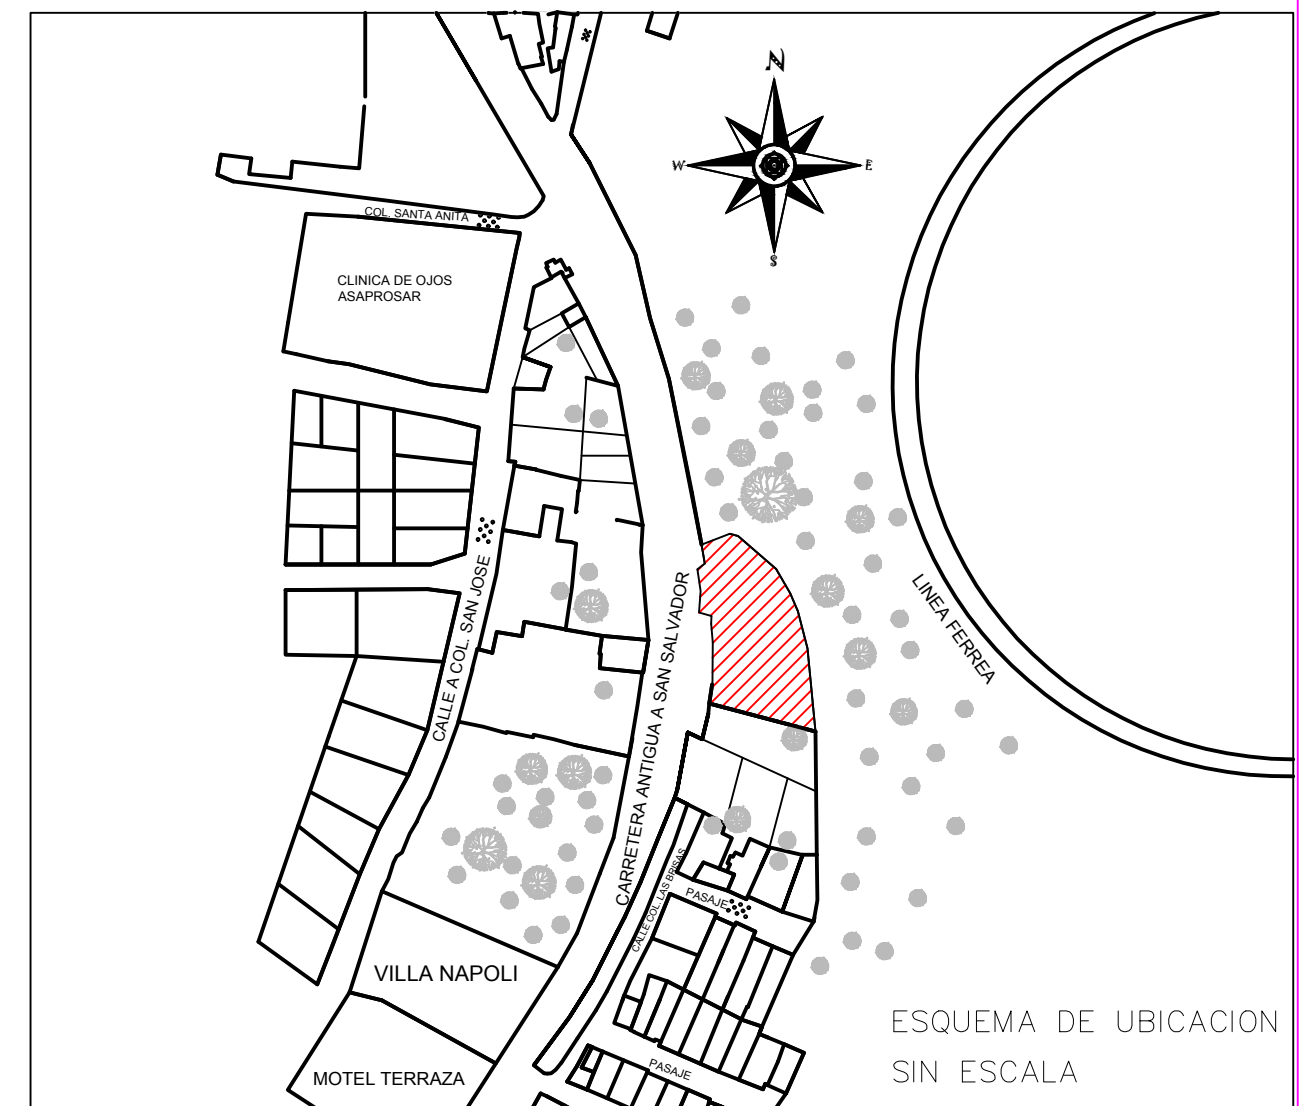 N
W
E
S
COL. SANTA ANITA
CLINICA DE OJOS
ASAPROSAR
CALLE A COL. SAN JOSE
CARRETERA ANTIGUA A SAN SALVADOR
LINEA FERREA
CALLE COL. LAS BRISAS
PASAJE
VILLA NAPOLI
ESQUEMA DE UBICACION
SIN ESCALA
PASAJE
MOTEL TERRAZA